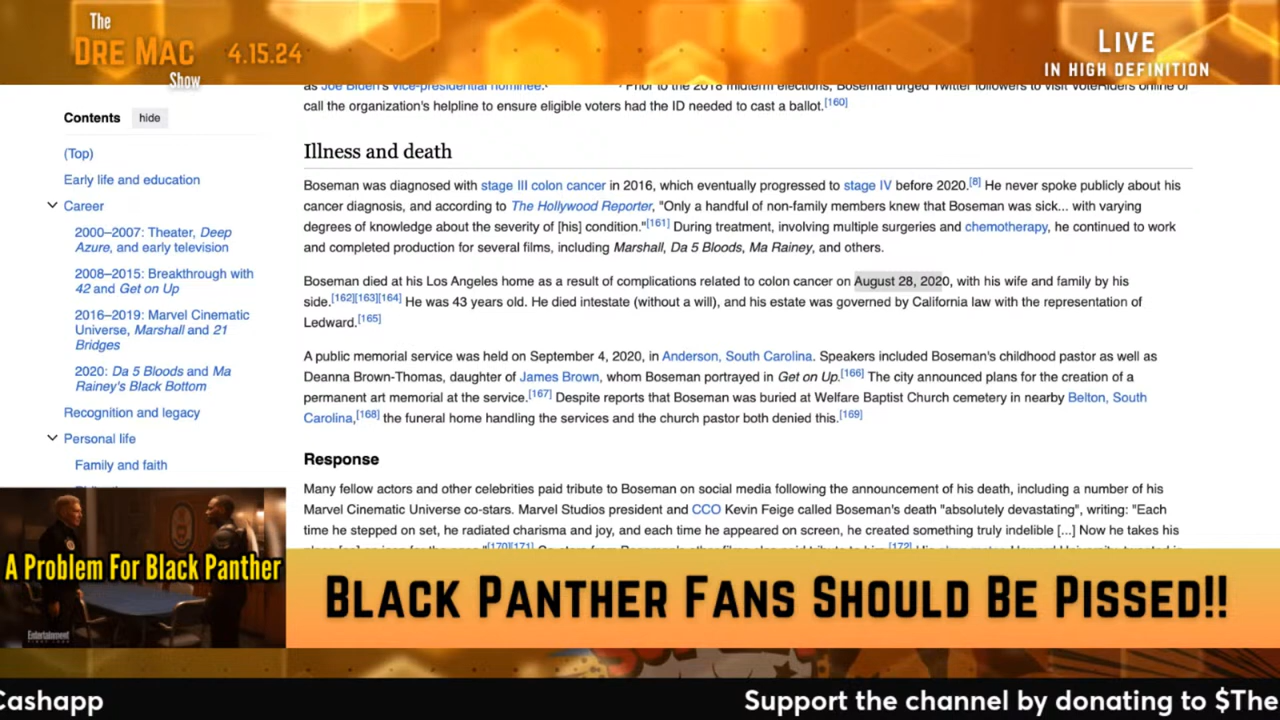 The
DRE MAC
Show
4.15.24
LIVE
IN HIGH DEFINITION
Contents hide
(Top)
Early life and education
Career
2000–2007: Theater, Deep
Azure, and early television
2008–2015: Breakthrough with
42 and Get on Up
2016–2019: Marvel Cinematic
Universe, Marshall and 21
Bridges
2020: Da 5 Bloods and Ma
Rainey's Black Bottom
Recognition and legacy
Personal life
Family and faith
as Joe Biden's vice-presidential nominee. Prior to the 2018 midterm elections, Boseman urged Twitter followers to visit VoteRiders online or
call the organization's helpline to ensure eligible voters had the ID needed to cast a ballot.[160]
Illness and death
Boseman was diagnosed with stage III colon cancer in 2016, which eventually progressed to stage IV before 2020.[8] He never spoke publicly about his
cancer diagnosis, and according to The Hollywood Reporter, "Only a handful of non-family members knew that Boseman was sick... with varying
degrees of knowledge about the severity of [his] condition."[161] During treatment, involving multiple surgeries and chemotherapy, he continued to work
and completed production for several films, including Marshall, Da 5 Bloods, Ma Rainey, and others.
Boseman died at his Los Angeles home as a result of complications related to colon cancer on August 28, 2020, with his wife and family by his
side.[162][163][164] He was 43 years old. He died intestate (without a will), and his estate was governed by California law with the representation of
Ledward.[165]
A public memorial service was held on September 4, 2020, in Anderson, South Carolina. Speakers included Boseman's childhood pastor as well as
Deanna Brown-Thomas, daughter of James Brown, whom Boseman portrayed in Get on Up.[166] The city announced plans for the creation of a
permanent art memorial at the service.[167] Despite reports that Boseman was buried at Welfare Baptist Church cemetery in nearby Belton, South
Carolina,[168] the funeral home handling the services and the church pastor both denied this.[169]
Response
Many fellow actors and other celebrities paid tribute to Boseman on social media following the announcement of his death, including a number of his
Marvel Cinematic Universe co-stars. Marvel Studios president and CCO Kevin Feige called Boseman's death "absolutely devastating", writing: "Each
time he stepped on set, he radiated charisma and joy, and each time he appeared on screen, he created something truly indelible [...] Now he takes his
A Problem For Black Panther
Entertainment
BLACK PANTHER FANS SHOULD BE PISSED!!
Cashapp
Support the channel by donating to $The